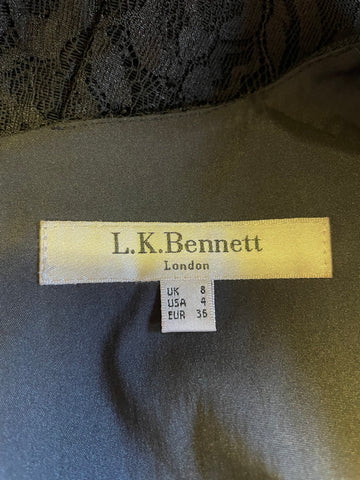 L.K.Bennett
London
UK 8
USA 4
EUR 36